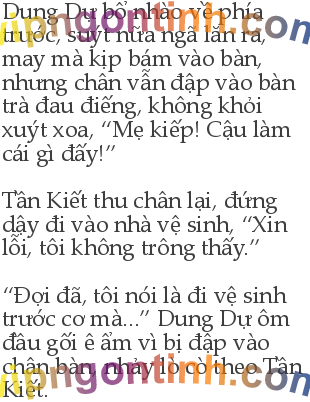 Dung Dự bổ nhào về phía
trước, suýt nữa ngã lăn ra,
may mà kịp bám vào bàn,
nhưng chân vẫn đập vào bàn
trà đau điếng, không khỏi
xuýt xoa, “Mẹ kiếp! Cậu làm
cái gì đấy!”
Tần Kiết thu chân lại, đứng
dậy đi vào nhà vệ sinh, “Xin
lỗi, tôi không trông thấy.”
“Đợi đã, tôi nói là đi vệ sinh
trước cơ mà...” Dung Dự ôm
đầu gối ê ẩm vì bị đập vào
chân bàn, nhảy lò cò theo Tần
Kiết.